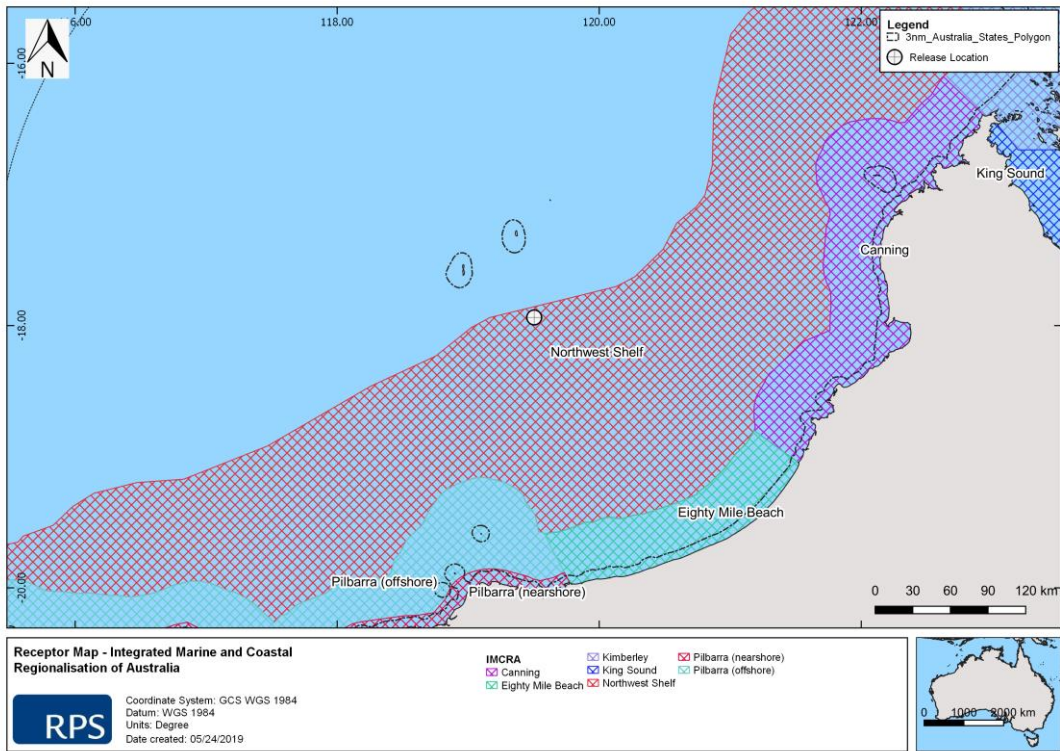 116.00
118.00
120.00
122.00
Legend
3nm_Australia_States_Polygon
Release Location
N
-16.00
-18.00
-20.00
King Sound
Canning
Northwest Shelf
Eighty Mile Beach
Pilbarra (offshore)
Pilbarra (nearshore)
0 30 60 90 120 km
Receptor Map - Integrated Marine and Coastal
Regionalisation of Australia
RPS
Coordinate System: GCS WGS 1984
Datum: WGS 1984
Units: Degree
Date created: 05/24/2019
IMCRA
Canning
Eighty Mile Beach
Kimberley
King Sound
Northwest Shelf
Pilbarra (nearshore)
Pilbarra (offshore)
0 1000 2000 km